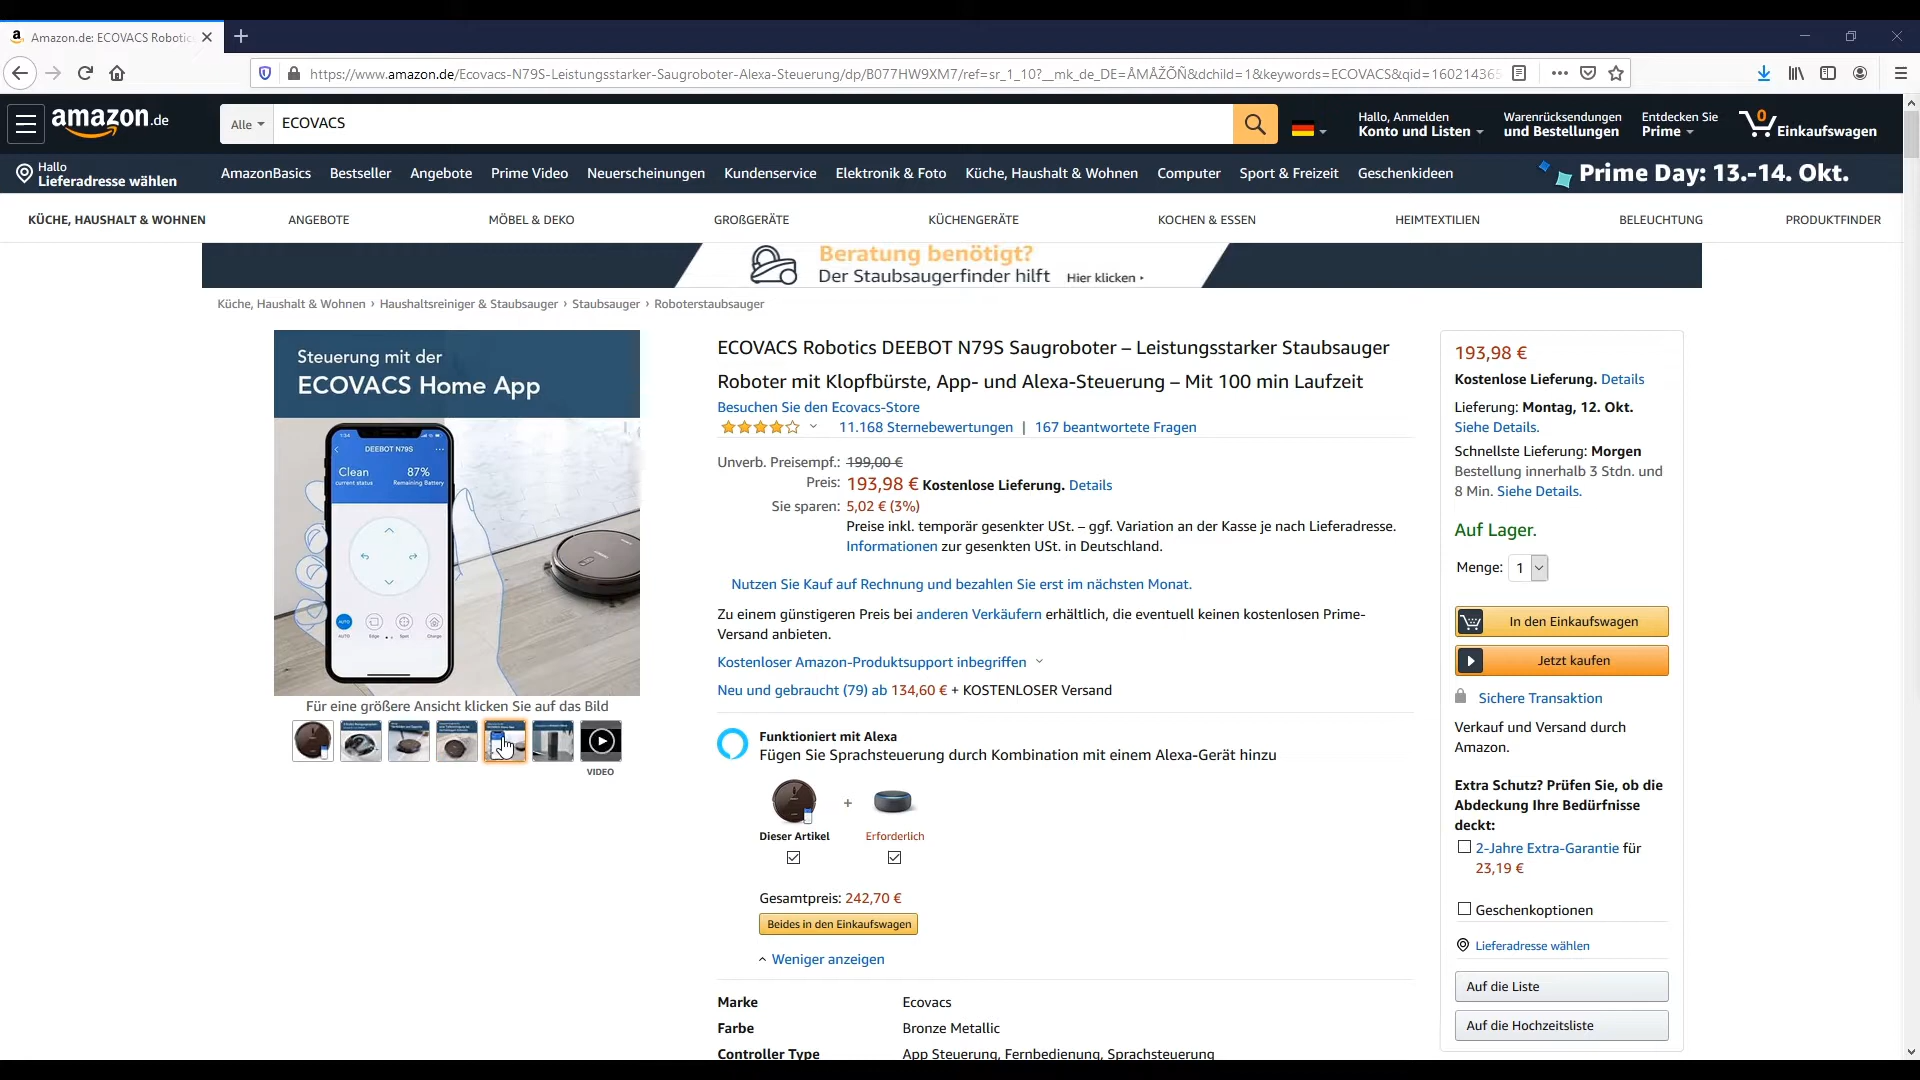 Amazon.de: ECOVACS Robotic
https://www.amazon.de/Ecovacs-N79S-Leistungsstarker-Saugroboter-Alexa-Steuerung/dp/B077HW9XM7/ref=sr_1_10?__mk_de_DE=ÅMÅŽÕÑ&dchild=1&keywords=ECOVACS&qid=160214365
amazon.de
Alle
ECOVACS
Hallo, Anmelden
Konto und Listen
Warenrücksendungen
und Bestellungen
Entdecken Sie
Prime
0
Einkaufswagen
Hallo
Lieferadresse wählen
AmazonBasics Bestseller Angebote Prime Video Neuerscheinungen Kundenservice Elektronik & Foto Küche, Haushalt & Wohnen Computer Sport & Freizeit Geschenkideen
Prime Day: 13.-14. Okt.
KÜCHE, HAUSHALT & WOHNEN ANGEBOTE MÖBEL & DEKO GROßGERÄTE KÜCHENGERÄTE KOCHEN & ESSEN HEIMTEXTILIEN BELEUCHTUNG PRODUKTFINDER
Beratung benötigt?
Der Staubsaugerfinder hilft Hier klicken
Küche, Haushalt & Wohnen › Haushaltsreiniger & Staubsauger › Staubsauger › Roboterstaubsauger
Steuerung mit der
ECOVACS Home App
1:34
DEEBOT N79S
Clean 87%
current status Remaining Battery
AUTO
AUTO Edge Spot Charge
Für eine größere Ansicht klicken Sie auf das Bild
VIDEO
ECOVACS Robotics DEEBOT N79S Saugroboter – Leistungsstarker Staubsauger
Roboter mit Klopfbürste, App- und Alexa-Steuerung – Mit 100 min Laufzeit
Besuchen Sie den Ecovacs-Store
11.168 Sternebewertungen | 167 beantwortete Fragen
Unverb. Preisempf.: 199,00 €
Preis: 193,98 € Kostenlose Lieferung. Details
Sie sparen: 5,02 € (3%)
Preise inkl. temporär gesenkter USt. – ggf. Variation an der Kasse je nach Lieferadresse.
Informationen zur gesenkten USt. in Deutschland.
Nutzen Sie Kauf auf Rechnung und bezahlen Sie erst im nächsten Monat.
Zu einem günstigeren Preis bei anderen Verkäufern erhältlich, die eventuell keinen kostenlosen Prime-
Versand anbieten.
Kostenloser Amazon-Produktsupport inbegriffen
Neu und gebraucht (79) ab 134,60 € + KOSTENLOSER Versand
Funktioniert mit Alexa
Fügen Sie Sprachsteuerung durch Kombination mit einem Alexa-Gerät hinzu
+
Dieser Artikel Erforderlich
Gesamtpreis: 242,70 €
Beides in den Einkaufswagen
Weniger anzeigen
Marke Ecovacs
Farbe Bronze Metallic
Controller Type App Steuerung, Fernbedienung, Sprachsteuerung
193,98 €
Kostenlose Lieferung. Details
Lieferung: Montag, 12. Okt.
Siehe Details.
Schnellste Lieferung: Morgen
Bestellung innerhalb 3 Stdn. und
8 Min. Siehe Details.
Auf Lager.
Menge: 1
In den Einkaufswagen
Jetzt kaufen
Sichere Transaktion
Verkauf und Versand durch
Amazon.
Extra Schutz? Prüfen Sie, ob die
Abdeckung Ihre Bedürfnisse
deckt:
2-Jahre Extra-Garantie für
23,19 €
Geschenkoptionen
Lieferadresse wählen
Auf die Liste
Auf die Hochzeitsliste